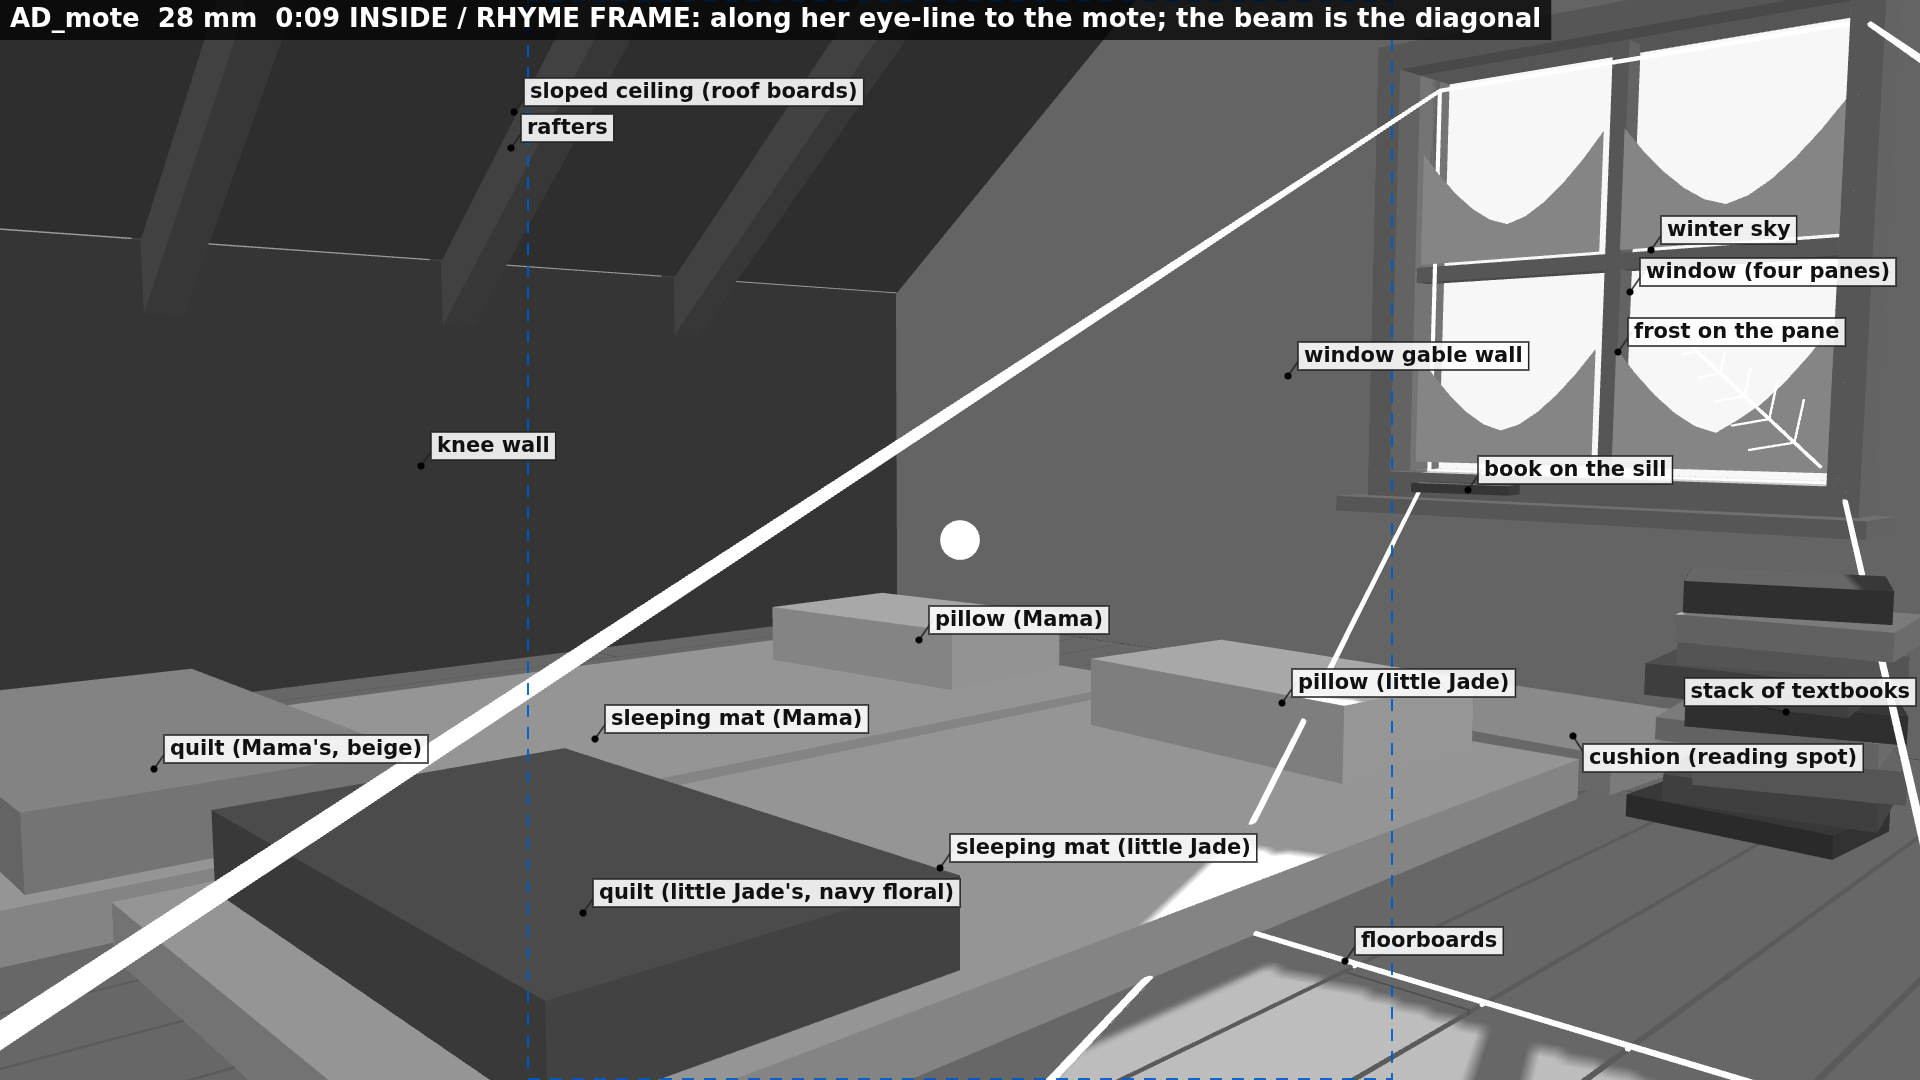 AD_mote  28 mm  0:09 INSIDE / RHYME FRAME: along her eye-line to the mote; the beam is the diagonal
sloped ceiling (roof boards)
rafters
winter sky
window (four panes)
frost on the pane
window gable wall
knee wall
book on the sill
pillow (Mama)
pillow (little Jade)
stack of textbooks
sleeping mat (Mama)
quilt (Mama's, beige)
cushion (reading spot)
sleeping mat (little Jade)
quilt (little Jade's, navy floral)
floorboards